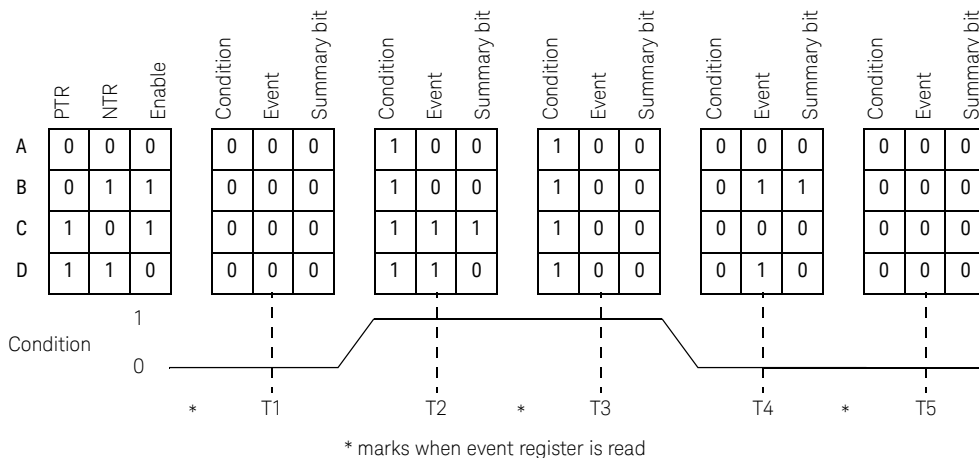 PTR NTR Enable Condition Event Summary bit Condition Event Summary bit Condition Event Summary bit Condition Event Summary bit Condition Event Summary bit
A 0 0 0 0 0 0 1 0 0 1 0 0 0 0 0 0 0 0
B 0 1 1 0 0 0 1 0 0 1 0 0 0 1 1 0 0 0
C 1 0 1 0 0 0 1 1 1 1 0 0 0 0 0 0 0 0
D 1 1 0 0 0 0 1 1 0 1 0 0 0 1 0 0 0 0
1
Condition
0
* T1 T2 * T3 T4 * T5
* marks when event register is read